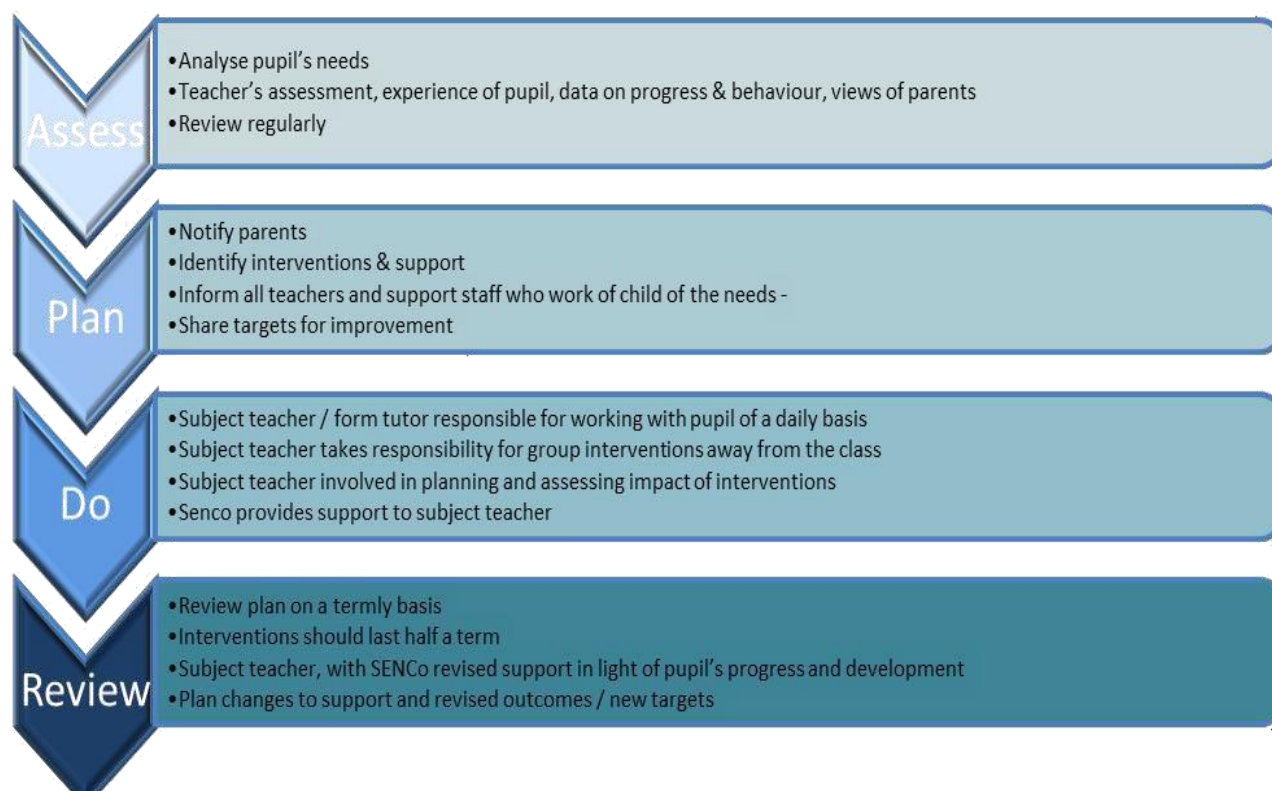 Assess
•Analyse pupil's needs
•Teacher's assessment, experience of pupil, data on progress & behaviour, views of parents
•Review regularly
Plan
•Notify parents
•Identify interventions & support
•Inform all teachers and support staff who work of child of the needs -
•Share targets for improvement
Do
•Subject teacher / form tutor responsible for working with pupil of a daily basis
•Subject teacher takes responsibility for group interventions away from the class
•Subject teacher involved in planning and assessing impact of interventions
•Senco provides support to subject teacher
Review
•Review plan on a termly basis
•Interventions should last half a term
•Subject teacher, with SENCo revised support in light of pupil's progress and development
•Plan changes to support and revised outcomes / new targets